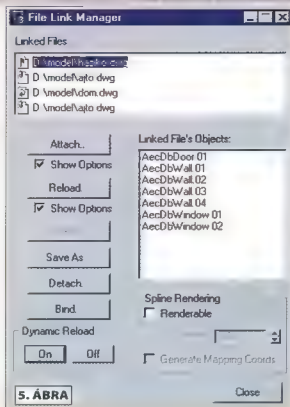 File Link Manager
Linked Files
D:\model\ajto.dwg
D:\model\dom.dwg
D:\model\ajto.dwg
Attach..
Show Options
Reload.
Show Options
Save As
Detach.
Bind.
Dynamic Reload
On Off
Linked File's Objects:
AecDbDoor 01
AecDbWall 01
AecDbWall 02
AecDbWall 03
AecDbWall 04
AecDbWindow 01
AecDbWindow 02
Spline Rendering
Renderable
Generate Mapping Coords
Close
5. ÁBRA